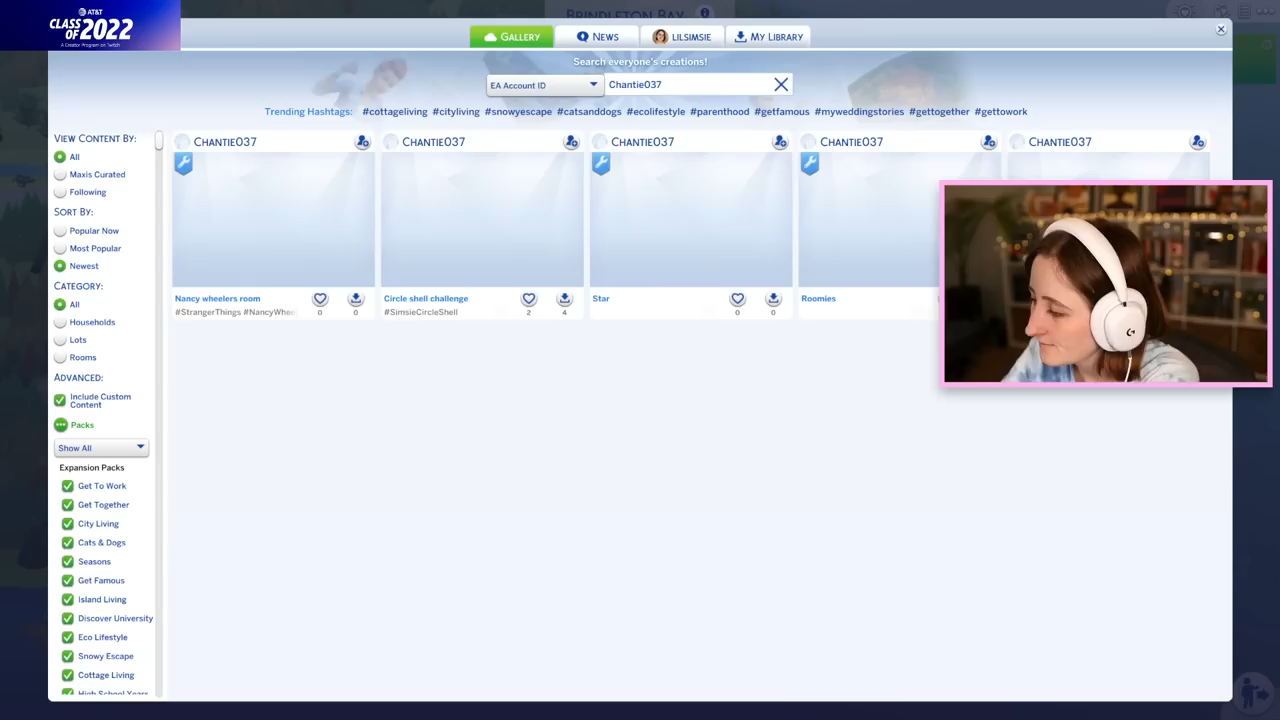 AT&T
CLASS OF 2022
A Creator Program on Twitch
BRINDLETON BAY
GALLERY
NEWS
LILSIMSIE
MY LIBRARY
Search everyone's creations!
EA Account ID
Chantie037
Trending Hashtags: #cottageliving #cityliving #snowyescape #catsanddogs #ecolifestyle #parenthood #getfamous #myweddingstories #gettogether #gettowork
VIEW CONTENT BY:
All
Maxis Curated
Following
SORT BY:
Popular Now
Most Popular
Newest
CATEGORY:
All
Households
Lots
Rooms
ADVANCED:
Include Custom
Content
Packs
Show All
Expansion Packs
Get To Work
Get Together
City Living
Cats & Dogs
Seasons
Get Famous
Island Living
Discover University
Eco Lifestyle
Snowy Escape
Cottage Living
High School Years
CHANTIE037
CHANTIE037
CHANTIE037
CHANTIE037
CHANTIE037
Nancy wheelers room
#StrangerThings #NancyWhee
0
0
Circle shell challenge
#SimsieCircleShell
2
4
Star
0
0
Roomies